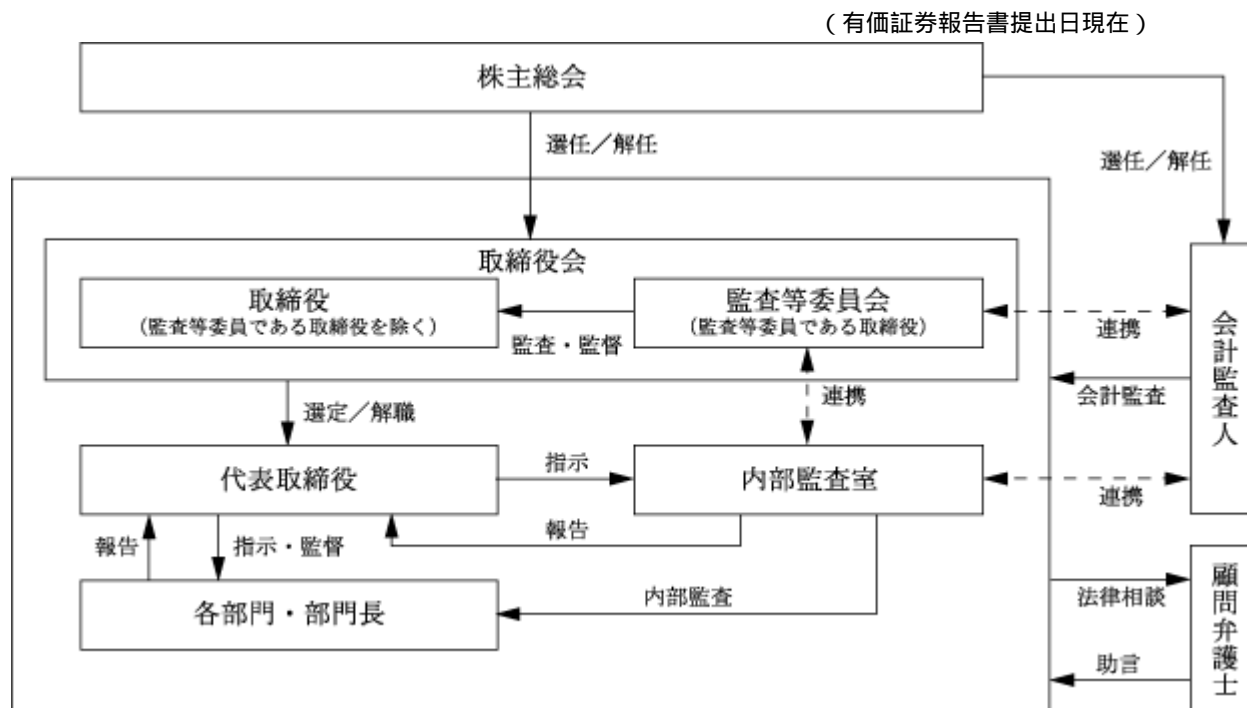 (有価証券報告書提出日現在)
株主総会
選任/解任
選任/解任
取締役会
取締役
(監査等委員である取締役を除く)
監査・監督
監査等委員会
(監査等委員である取締役)
連携
会計監査人
会計監査
選定/解職
連携
代表取締役
指示
内部監査室
連携
報告
指示・監督
報告
内部監査
各部門・部門長
法律相談
顧問弁護士
助言